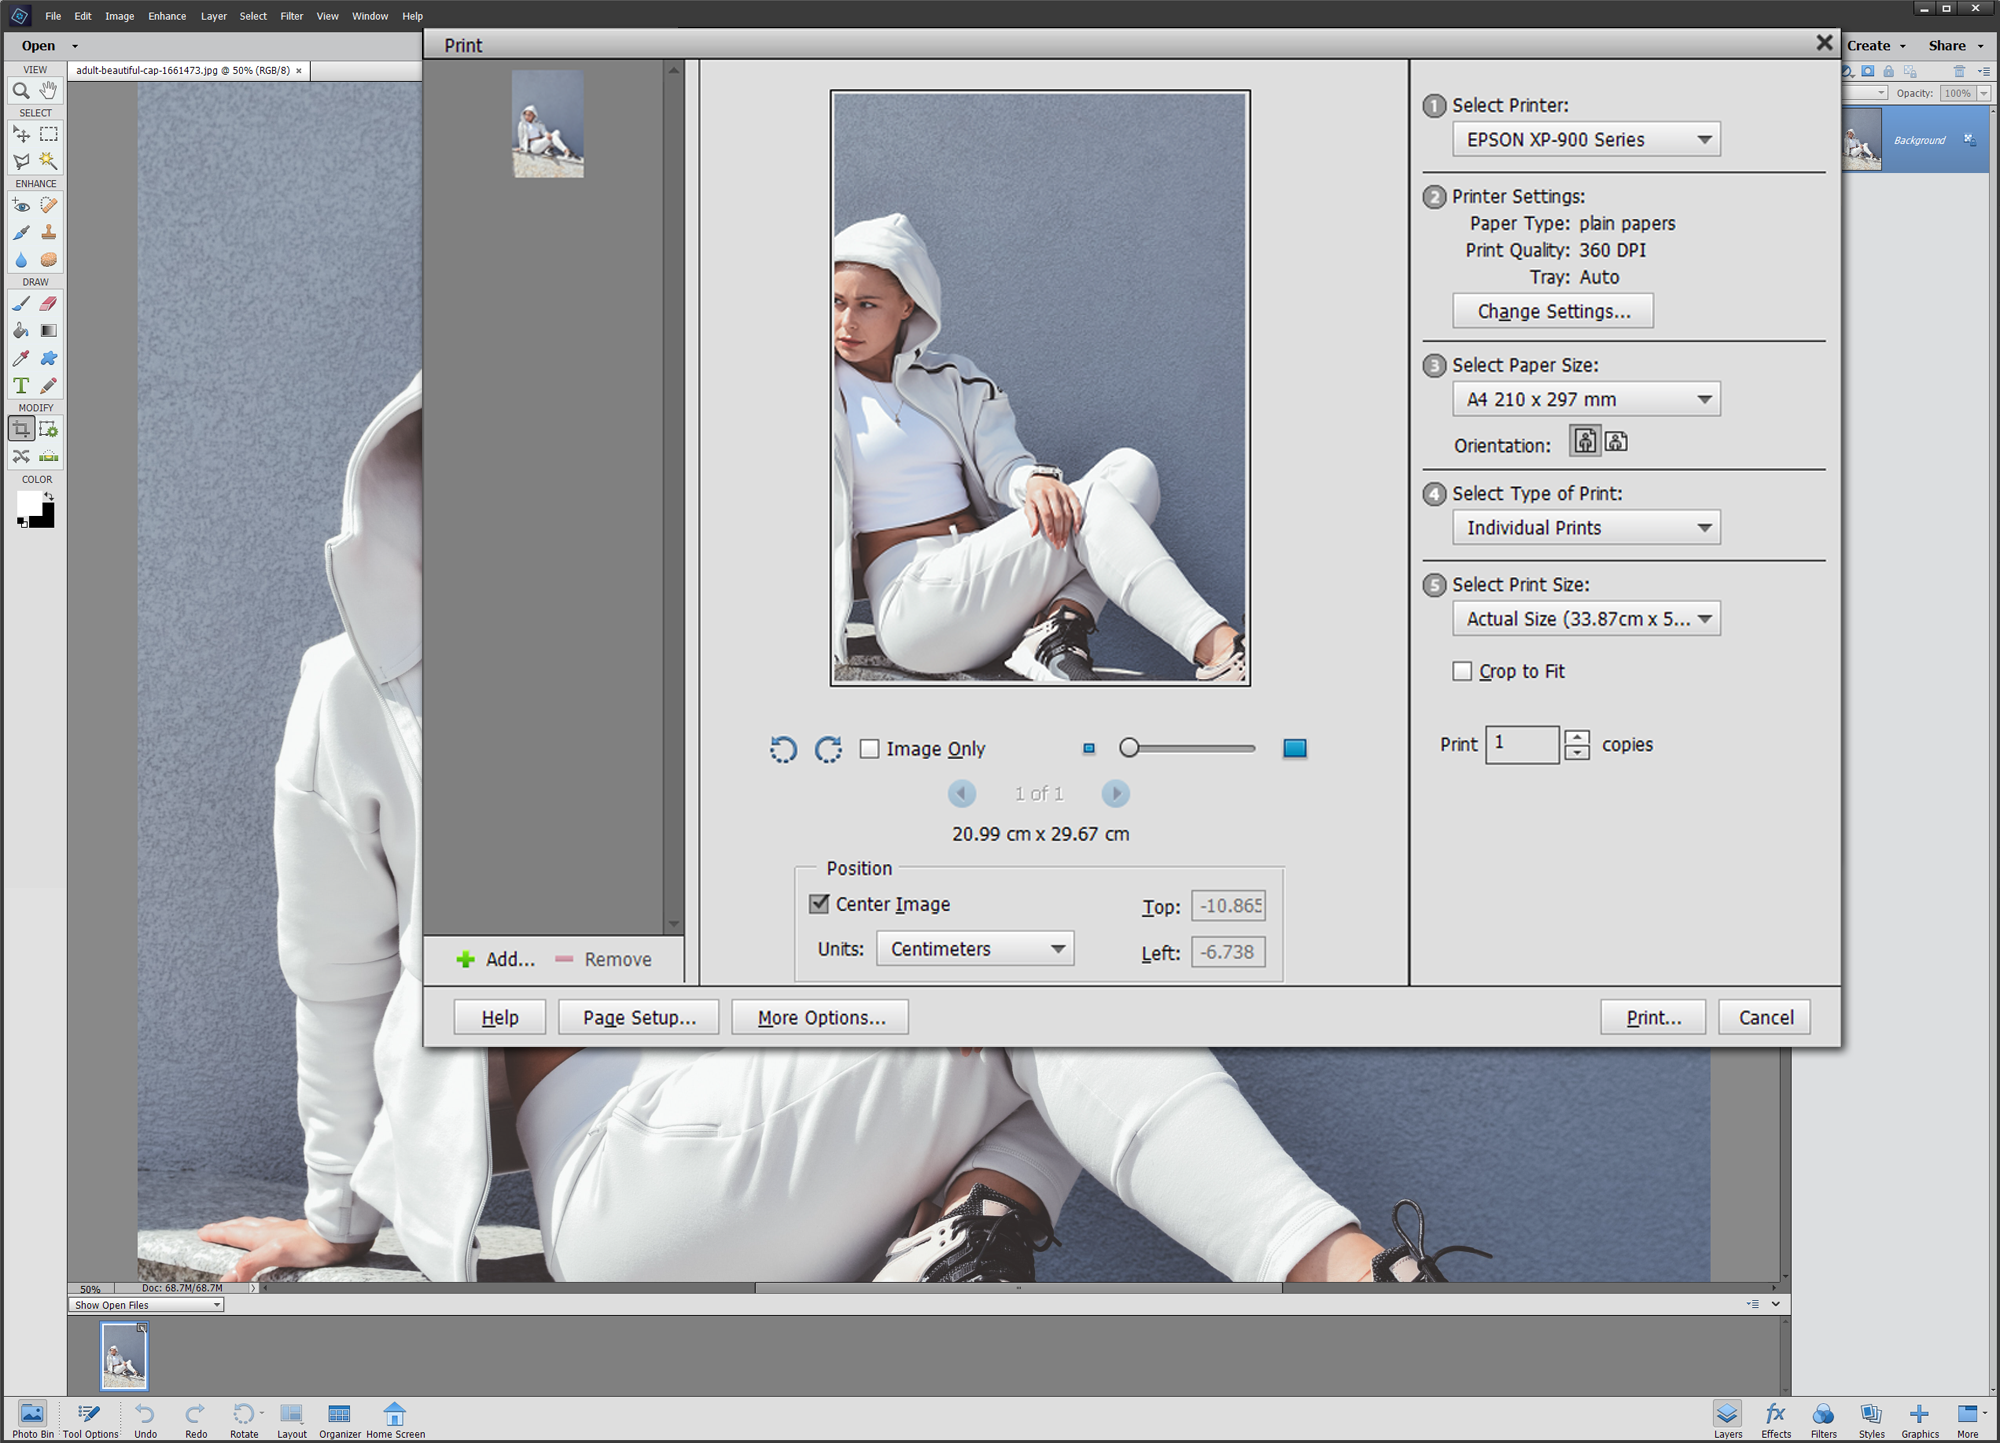 File Edit Image Enhance Layer Select Filter View Window Help
Open
Create
Share
adult-beautiful-cap-1661473.jpg @ 50% (RGB/8) ×
VIEW
SELECT
ENHANCE
DRAW
T
MODIFY
COLOR
Opacity: 100%
Background
Print
1 Select Printer:
EPSON XP-900 Series
2 Printer Settings:
Paper Type: plain papers
Print Quality: 360 DPI
Tray: Auto
Change Settings...
3 Select Paper Size:
A4 210 x 297 mm
Orientation:
4 Select Type of Print:
Individual Prints
5 Select Print Size:
Actual Size (33.87cm x 5...
Crop to Fit
Print 1 copies
Image Only
1 of 1
20.99 cm x 29.67 cm
Position
Center Image
Top: -10.865
Units: Centimeters
Left: -6.738
Add... Remove
Help Page Setup... More Options... Print... Cancel
50% Doc: 68.7M/68.7M
Show Open Files
Photo Bin Tool Options Undo Redo Rotate Layout Organizer Home Screen
fx
Layers Effects Filters Styles Graphics More